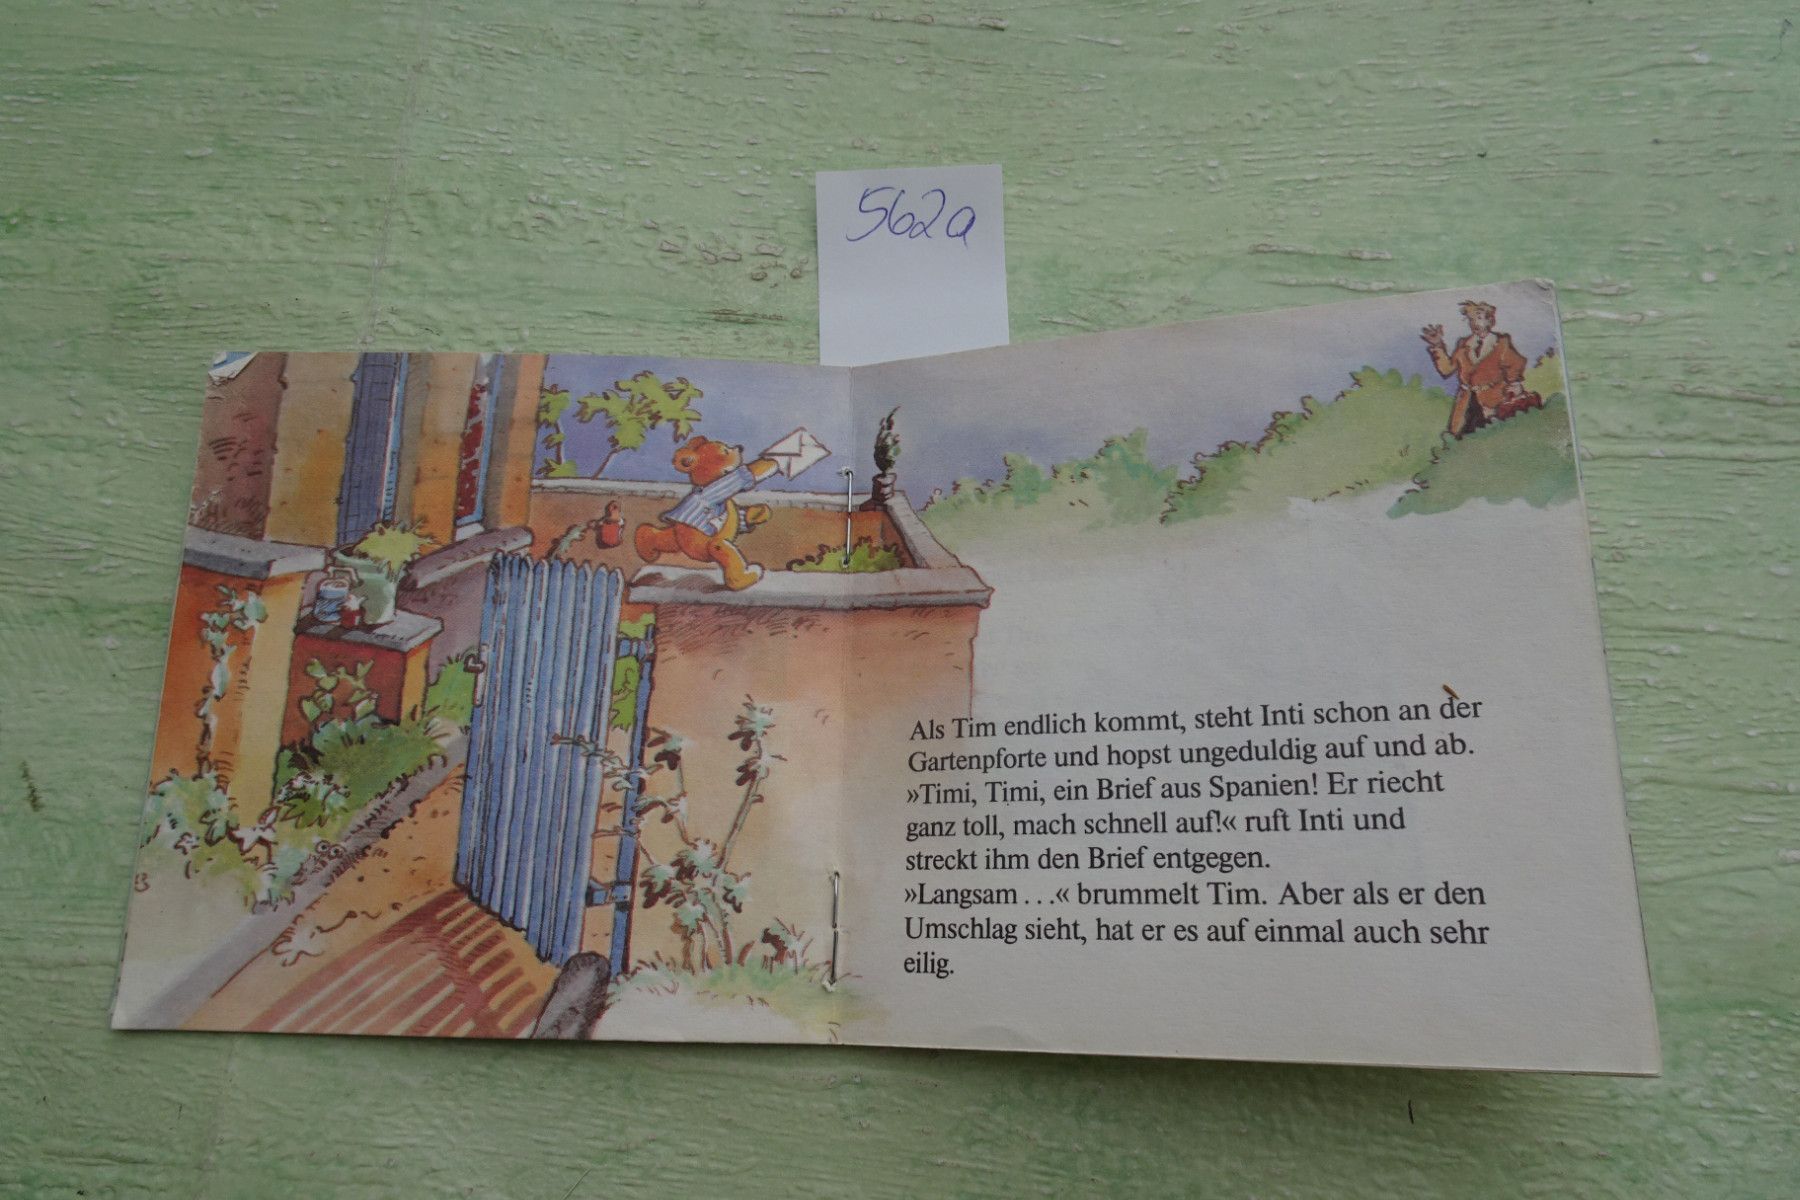 562a
Als Tim endlich kommt, steht Inti schon an der
Gartenpforte und hopst ungeduldig auf und ab.
»Timi, Timi, ein Brief aus Spanien! Er riecht
ganz toll, mach schnell auf!« ruft Inti und
streckt ihm den Brief entgegen.
»Langsam . . .« brummelt Tim. Aber als er den
Umschlag sieht, hat er es auf einmal auch sehr
eilig.